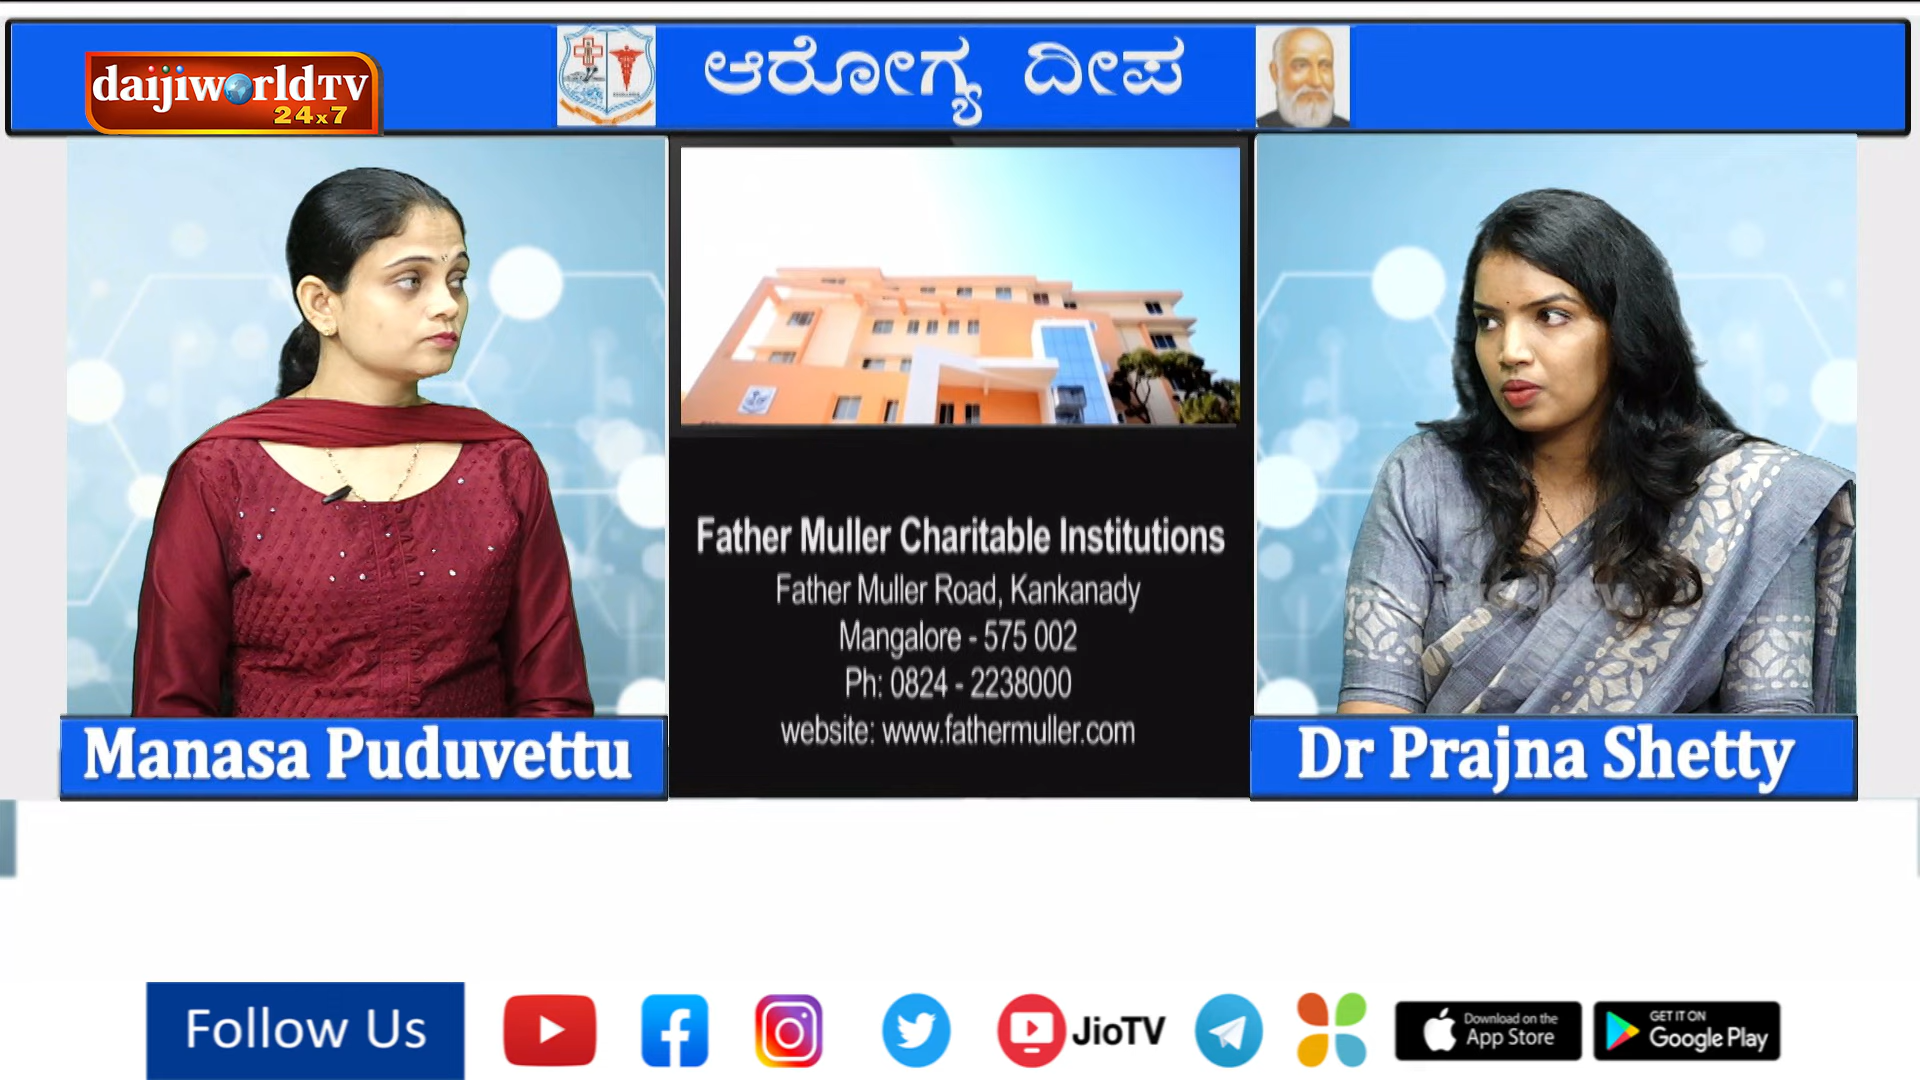 daijiworldTV
24x7
ಆರೋಗ್ಯ ದೀಪ
Father Muller Charitable Institutions
Father Muller Road, Kankanady
Mangalore - 575 002
Ph: 0824 - 2238000
website: www.fathermuller.com
Manasa Puduvettu
Dr Prajna Shetty
Follow Us
JioTV
Download on the
App Store
GET IT ON
Google Play